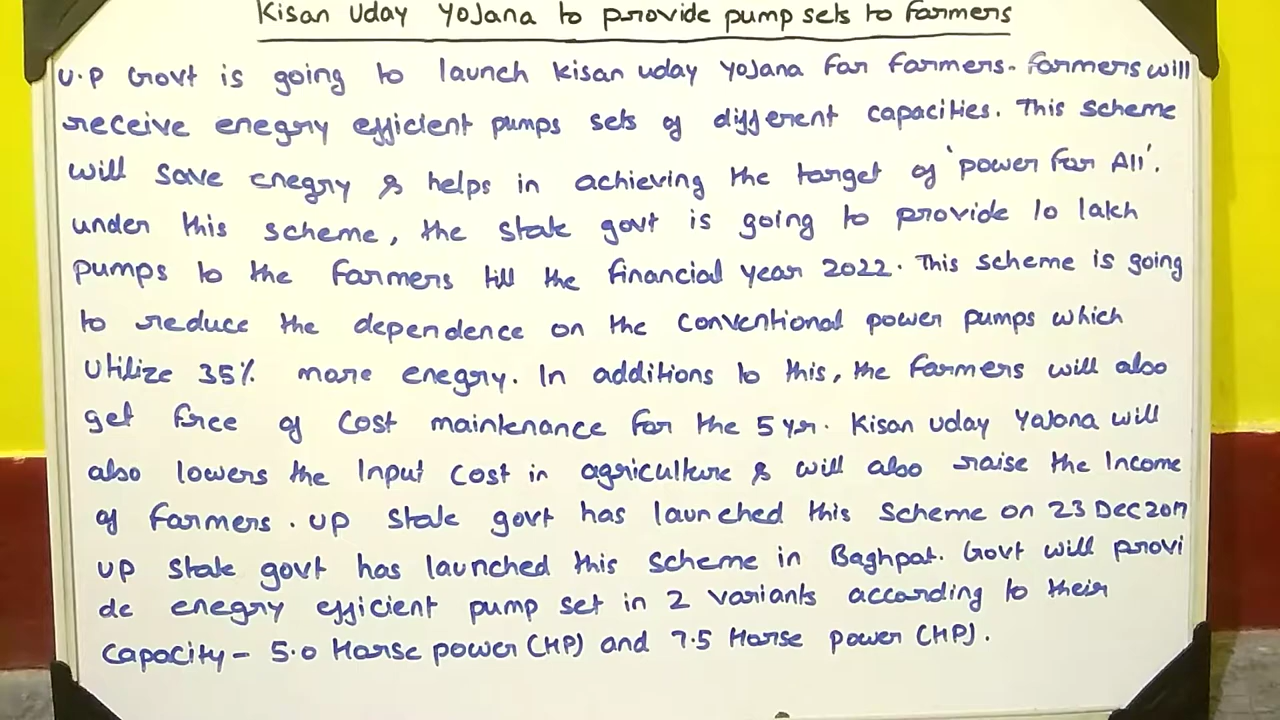 Kisan Uday Yojana to provide pump sets to farmers
U.P Govt is going to launch Kisan uday Yojana For Farmers. Farmers will
receive enegry efficient pumps sets of different capacities. This scheme
will save enegry & helps in achieving the target of 'power For All'.
under this scheme, the state govt is going to provide 10 lakh
pumps to the Farmers till the financial year 2022. This scheme is going
to reduce the dependence on the conventional power pumps which
utilize 35% more enegry. In additions to this, the Farmers will also
get free of cost maintenance For the 5 yr. Kisan uday Yojana will
also lowers the Input cost in agriculture & will also raise the Income
of Farmers. UP state govt has launched this scheme on 23 Dec 2017
UP state govt has launched this scheme in Baghpat. Govt will provi
de enegry efficient pump set in 2 variants according to their
capacity - 5.0 Horse power (HP) and 7.5 Horse power (HP).